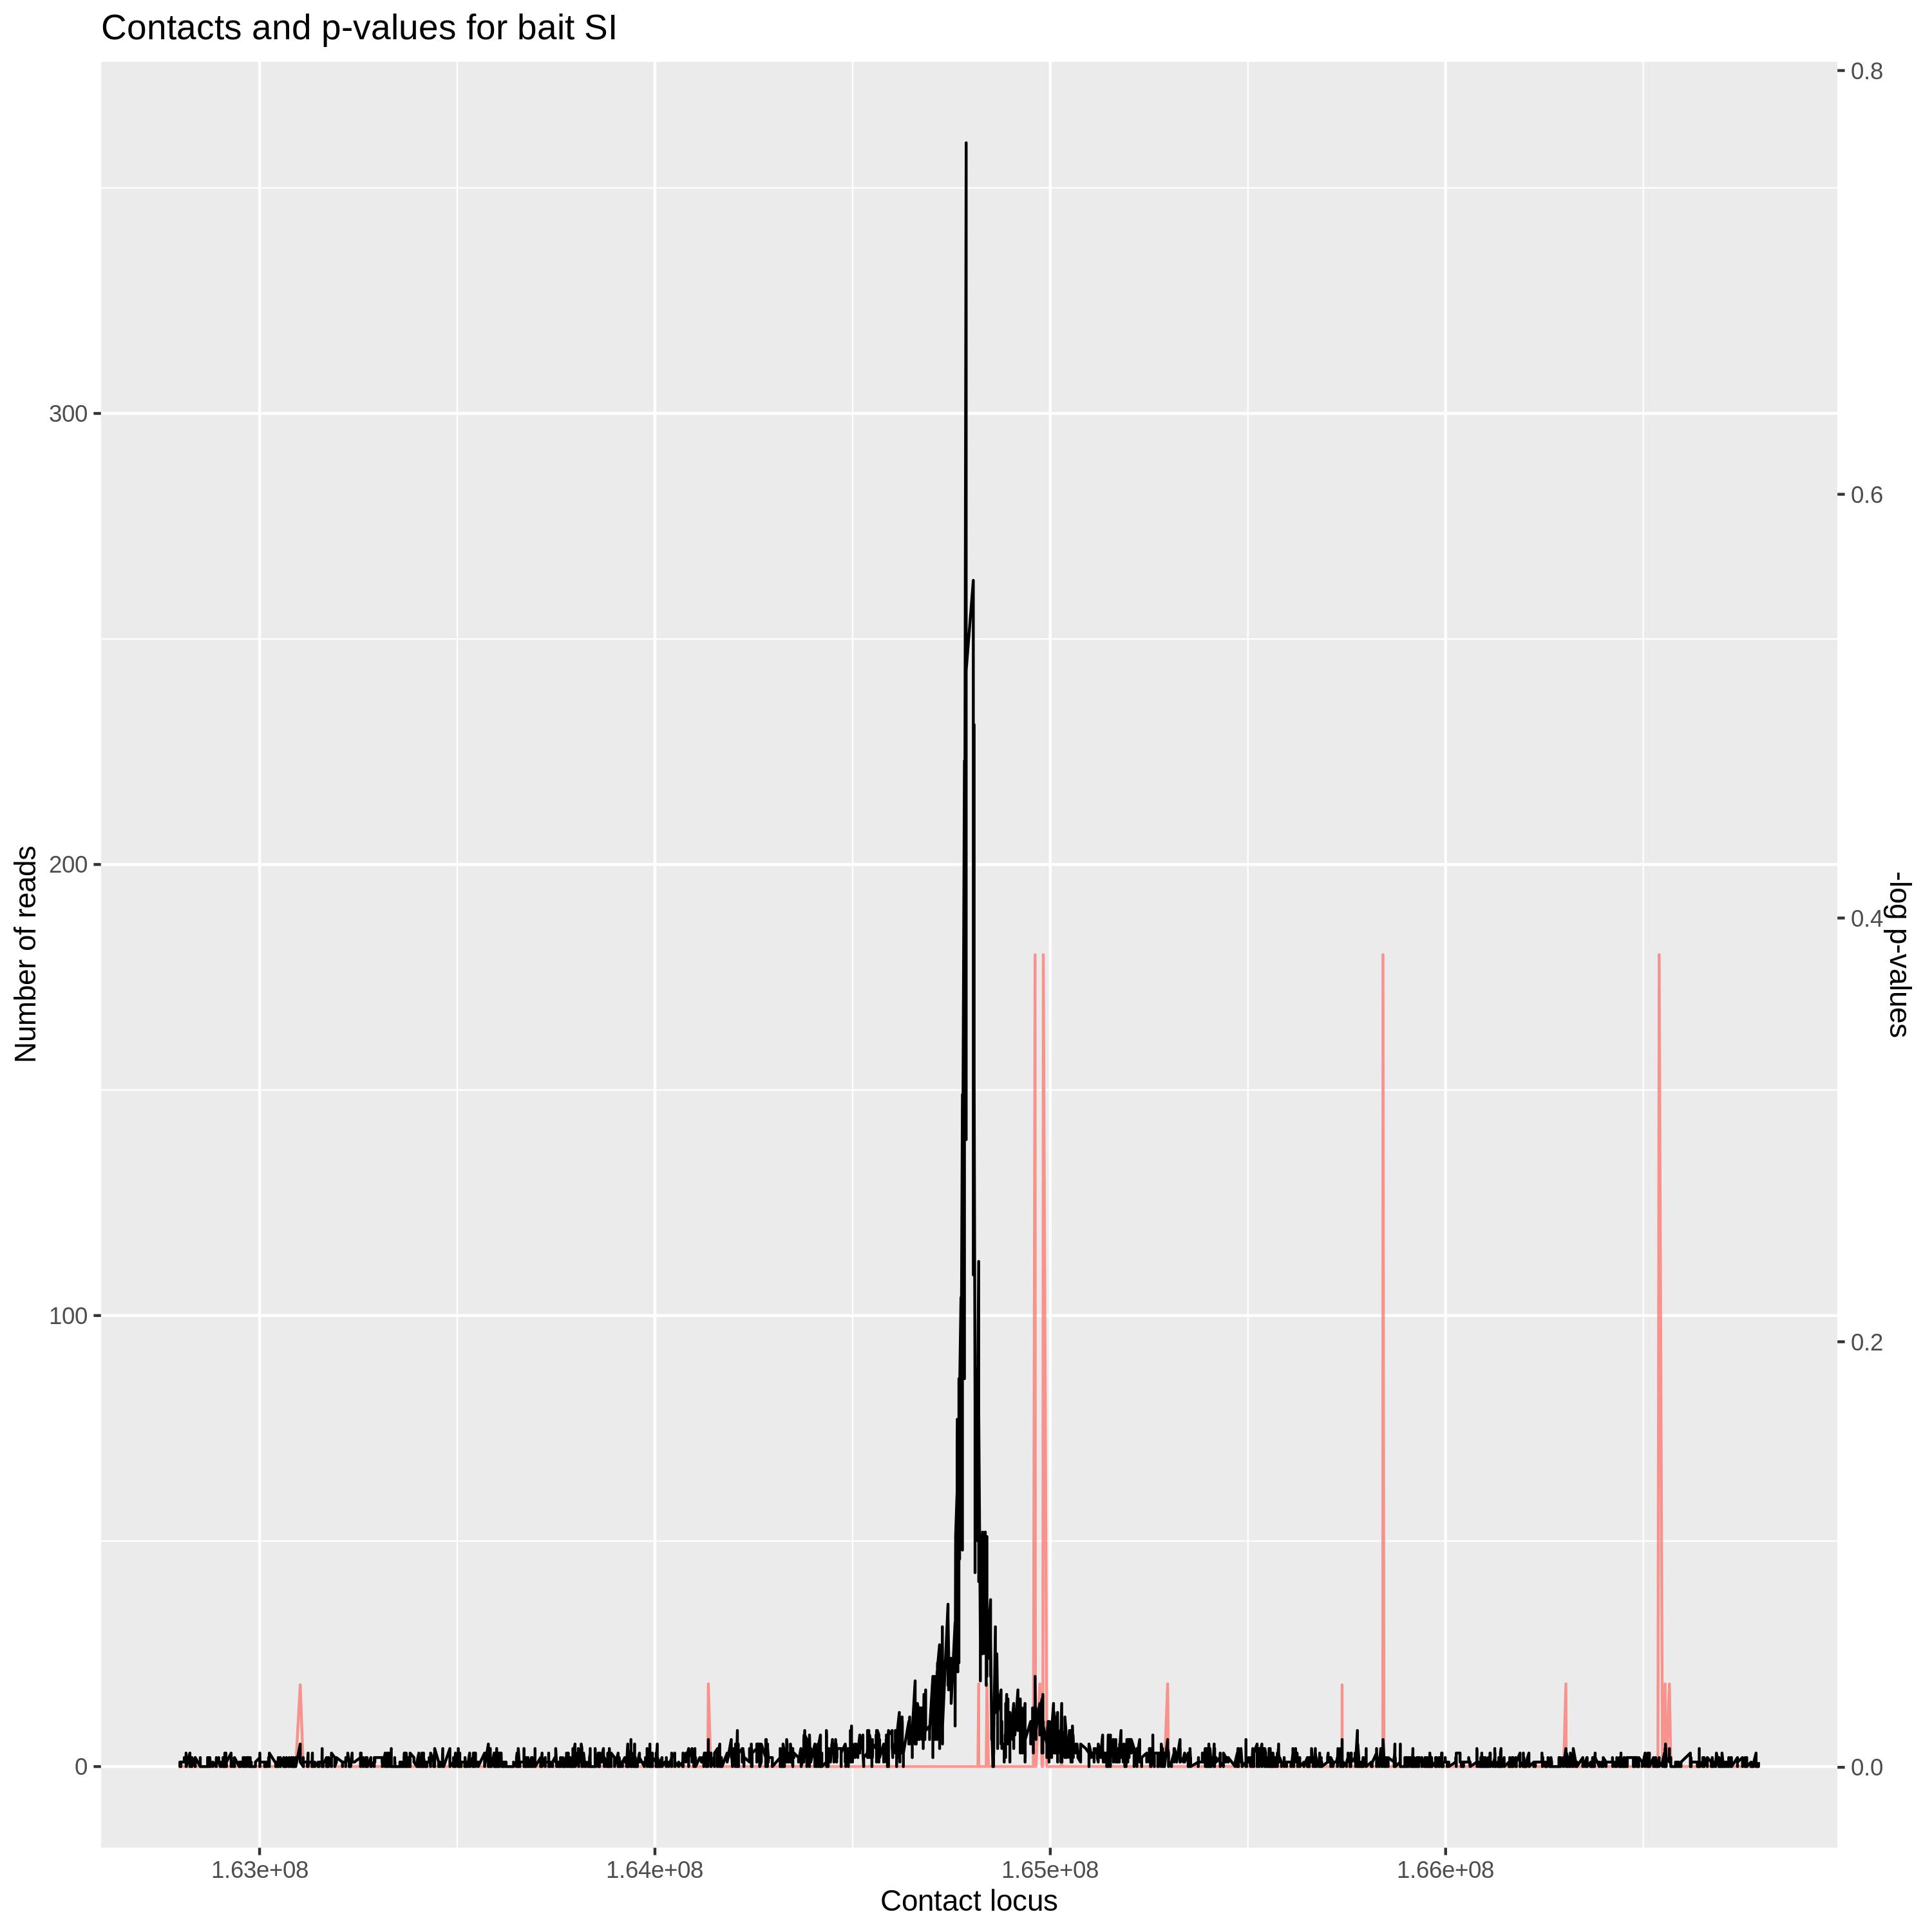 Contacts and p-values for bait SI
0.8
0.6
0.4
0.2
0.0
-log p-values
300
200
100
0
Number of reads
1.63e+08
1.64e+08
1.65e+08
1.66e+08
Contact locus